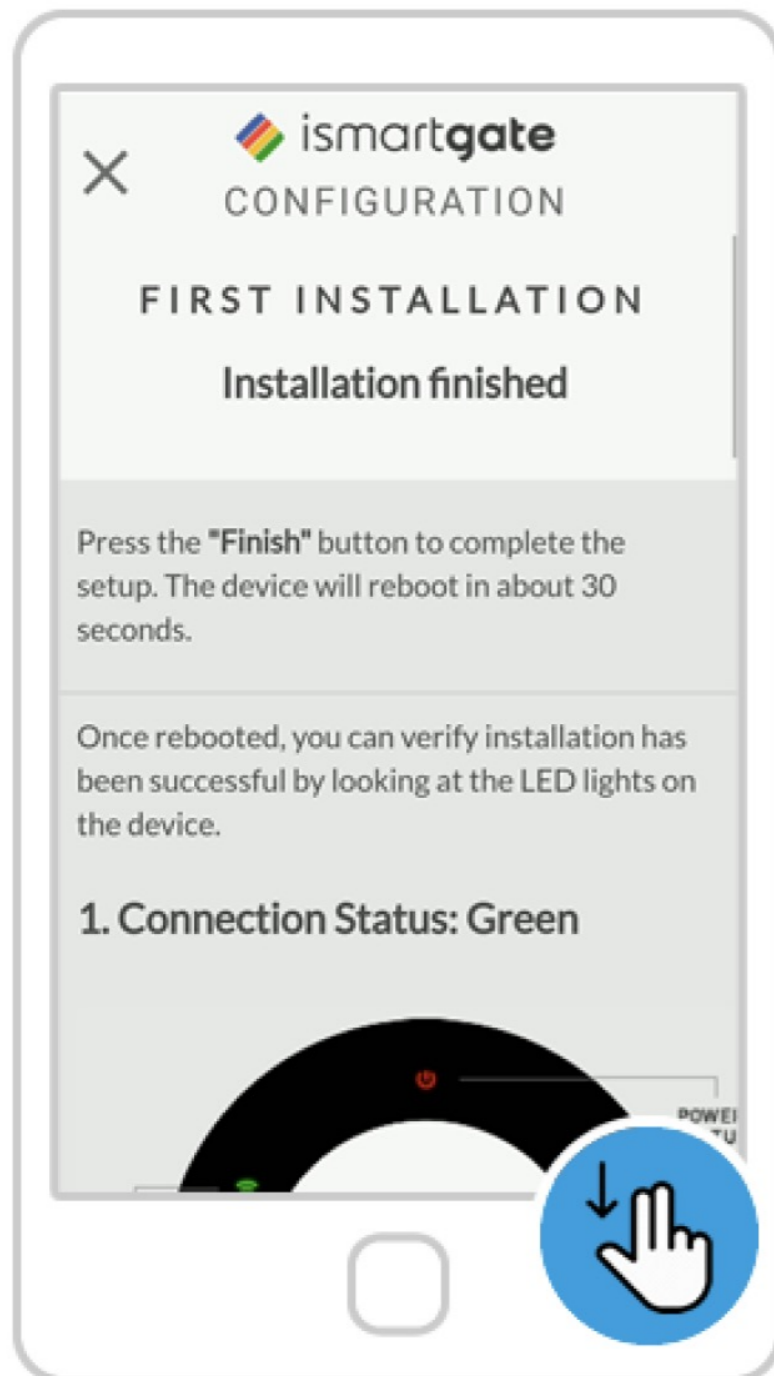 ismartgate
CONFIGURATION
FIRST INSTALLATION
Installation finished
Press the "Finish" button to complete the
setup. The device will reboot in about 30
seconds.
Once rebooted, you can verify installation has
been successful by looking at the LED lights on
the device.
1. Connection Status: Green